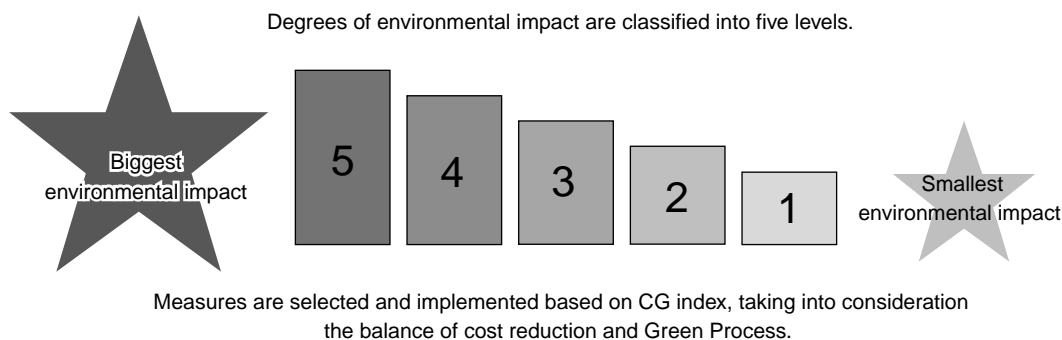 Degrees of environmental impact are classified into five levels.
Biggest
environmental impact
5
4
3
2
1
Smallest
environmental impact
Measures are selected and implemented based on CG index, taking into consideration
the balance of cost reduction and Green Process.